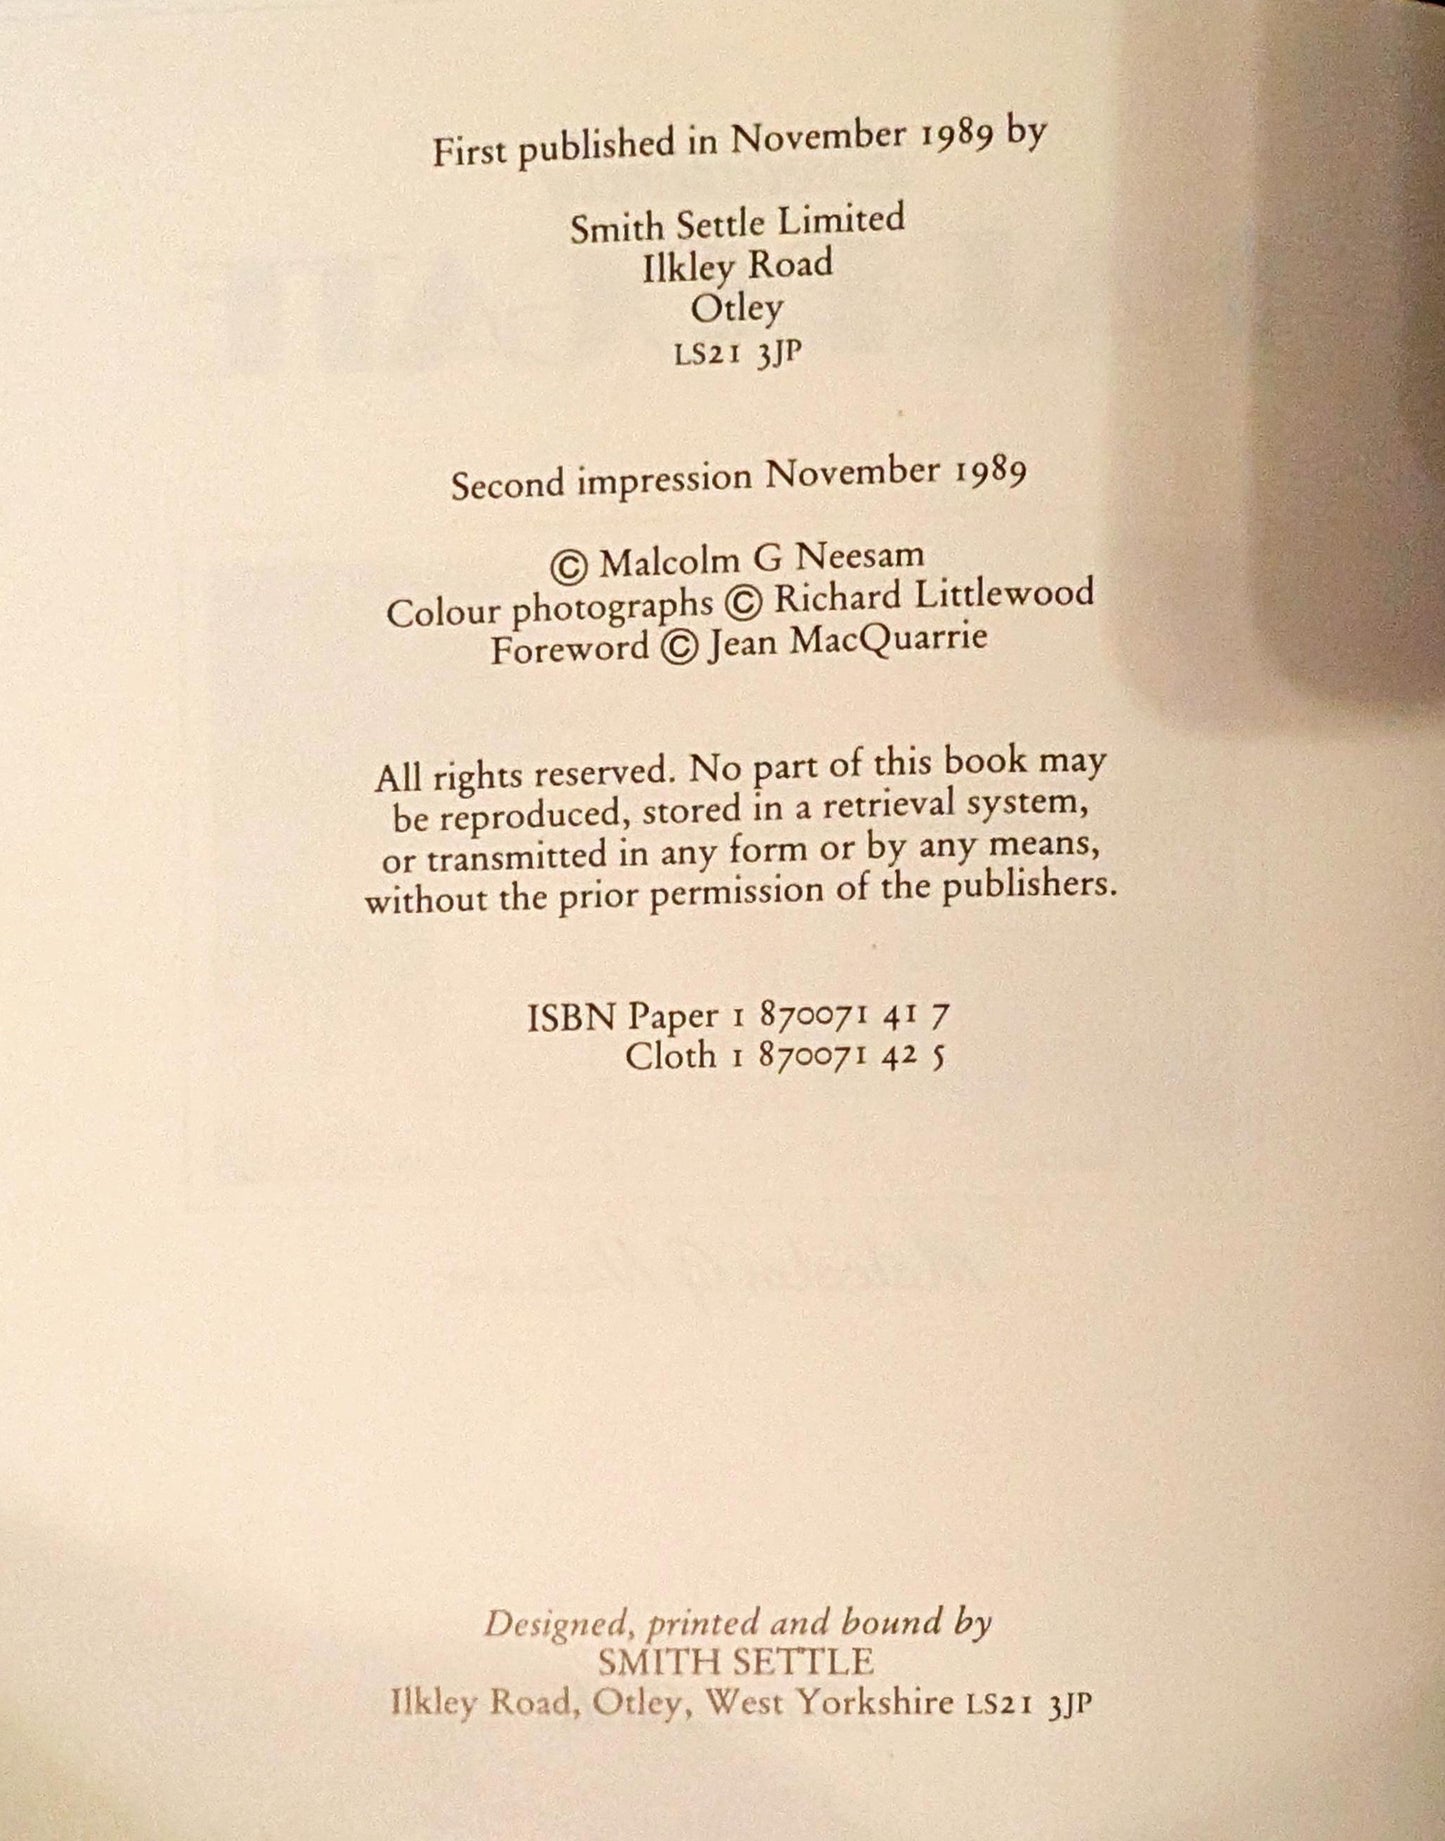 First published in November 1989 by
Smith Settle Limited
Ilkley Road
Otley
LS21 3JP
Second impression November 1989
© Malcolm G Neesam
Colour photographs © Richard Littlewood
Foreword © Jean MacQuarrie
All rights reserved. No part of this book may
be reproduced, stored in a retrieval system,
or transmitted in any form or by any means,
without the prior permission of the publishers.
ISBN Paper 1 870071 41 7
Cloth 1 870071 42 5
Designed, printed and bound by
SMITH SETTLE
Ilkley Road, Otley, West Yorkshire LS21 3JP